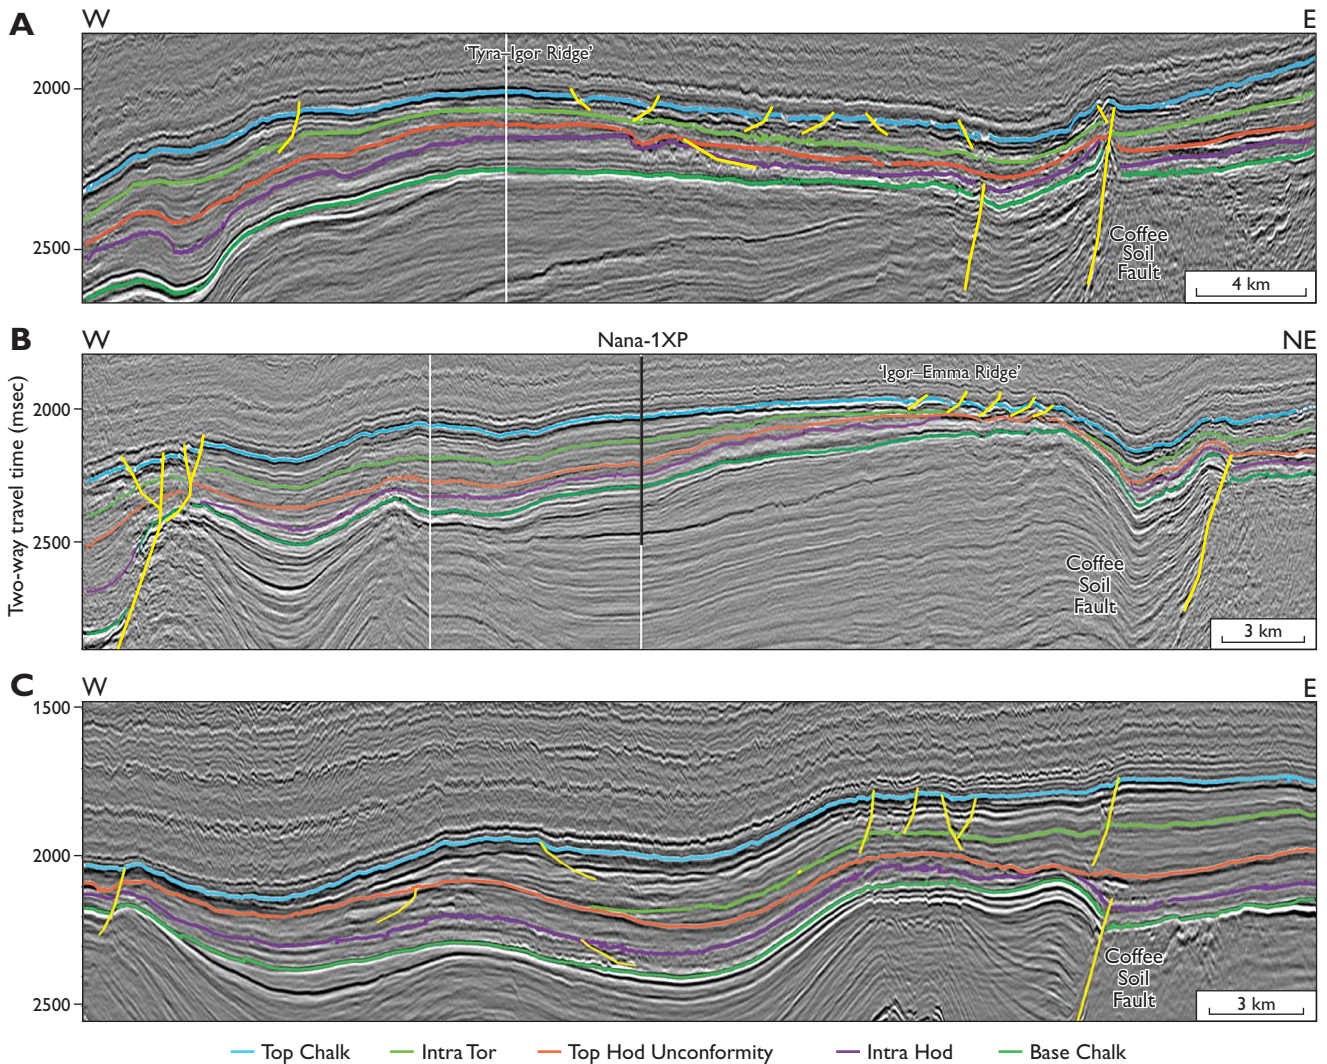 A
W
E
'Tyra–Igor Ridge'
2000
2500
Coffee
Soil
Fault
4 km
B
W
Nana-1XP
NE
'Igor–Emma Ridge'
2000
2500
Two-way travel time (msec)
Coffee
Soil
Fault
3 km
C
W
E
1500
2000
2500
Coffee
Soil
Fault
3 km
Top Chalk
Intra Tor
Top Hod Unconformity
Intra Hod
Base Chalk